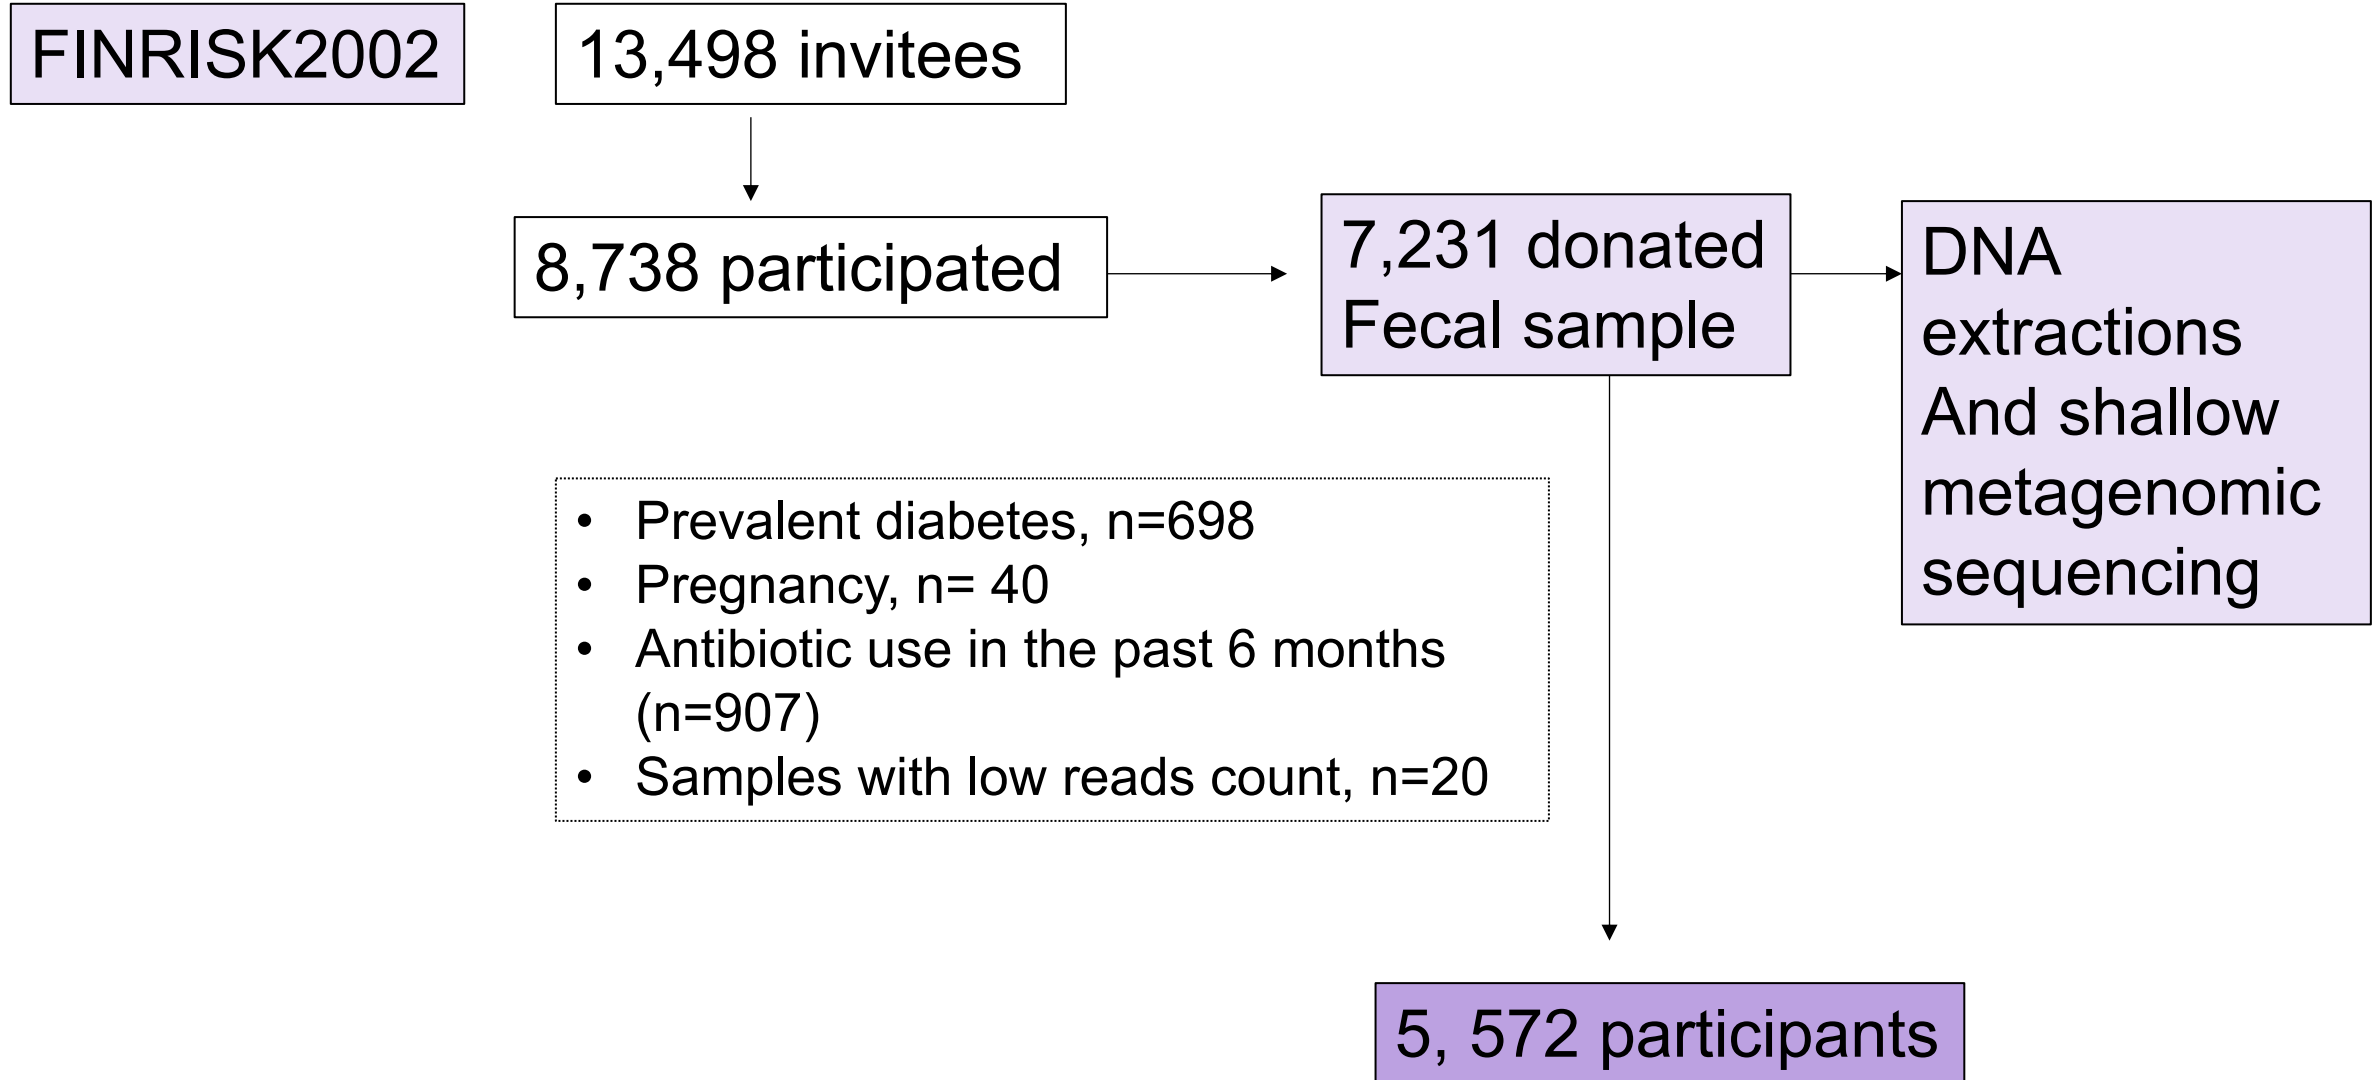 FINRISK2002
13,498 invitees
8,738 participated
7,231 donated
Fecal sample
DNA
extractions
And shallow
metagenomic
sequencing
• Prevalent diabetes, n=698
• Pregnancy, n= 40
• Antibiotic use in the past 6 months
(n=907)
• Samples with low reads count, n=20
5, 572 participants